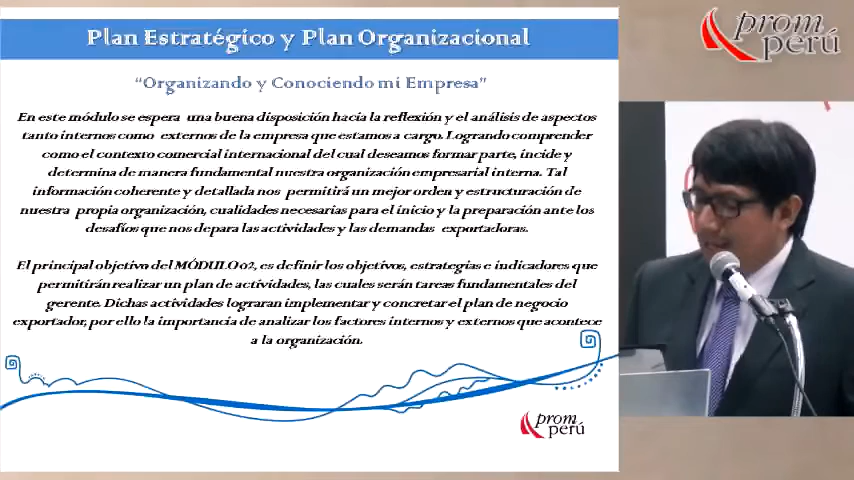 Plan Estratégico y Plan Organizacional
prom
perú
“Organizando y Conociendo mi Empresa”
En este módulo se espera una buena disposición hacia la reflexión y el análisis de aspectos
tanto internos como externos de la empresa que estamos a cargo. Logrando comprender
como el contexto comercial internacional del cual deseamos formar parte, incide y
determina de manera fundamental nuestra organización empresarial interna. Tal
información coherente y detallada nos permitirá un mejor orden y estructuración de
nuestra propia organización, cualidades necesarias para el inicio y la preparación ante los
desafíos que nos depara las actividades y las demandas exportadoras.
El principal objetivo del MÓDULO 02, es definir los objetivos, estrategias e indicadores que
permitirán realizar un plan de actividades, las cuales serán tareas fundamentales del
gerente. Dichas actividades lograran implementar y concretar el plan de negocio
exportador, por ello la importancia de analizar los factores internos y externos que acontece
a la organización.
prom
perú